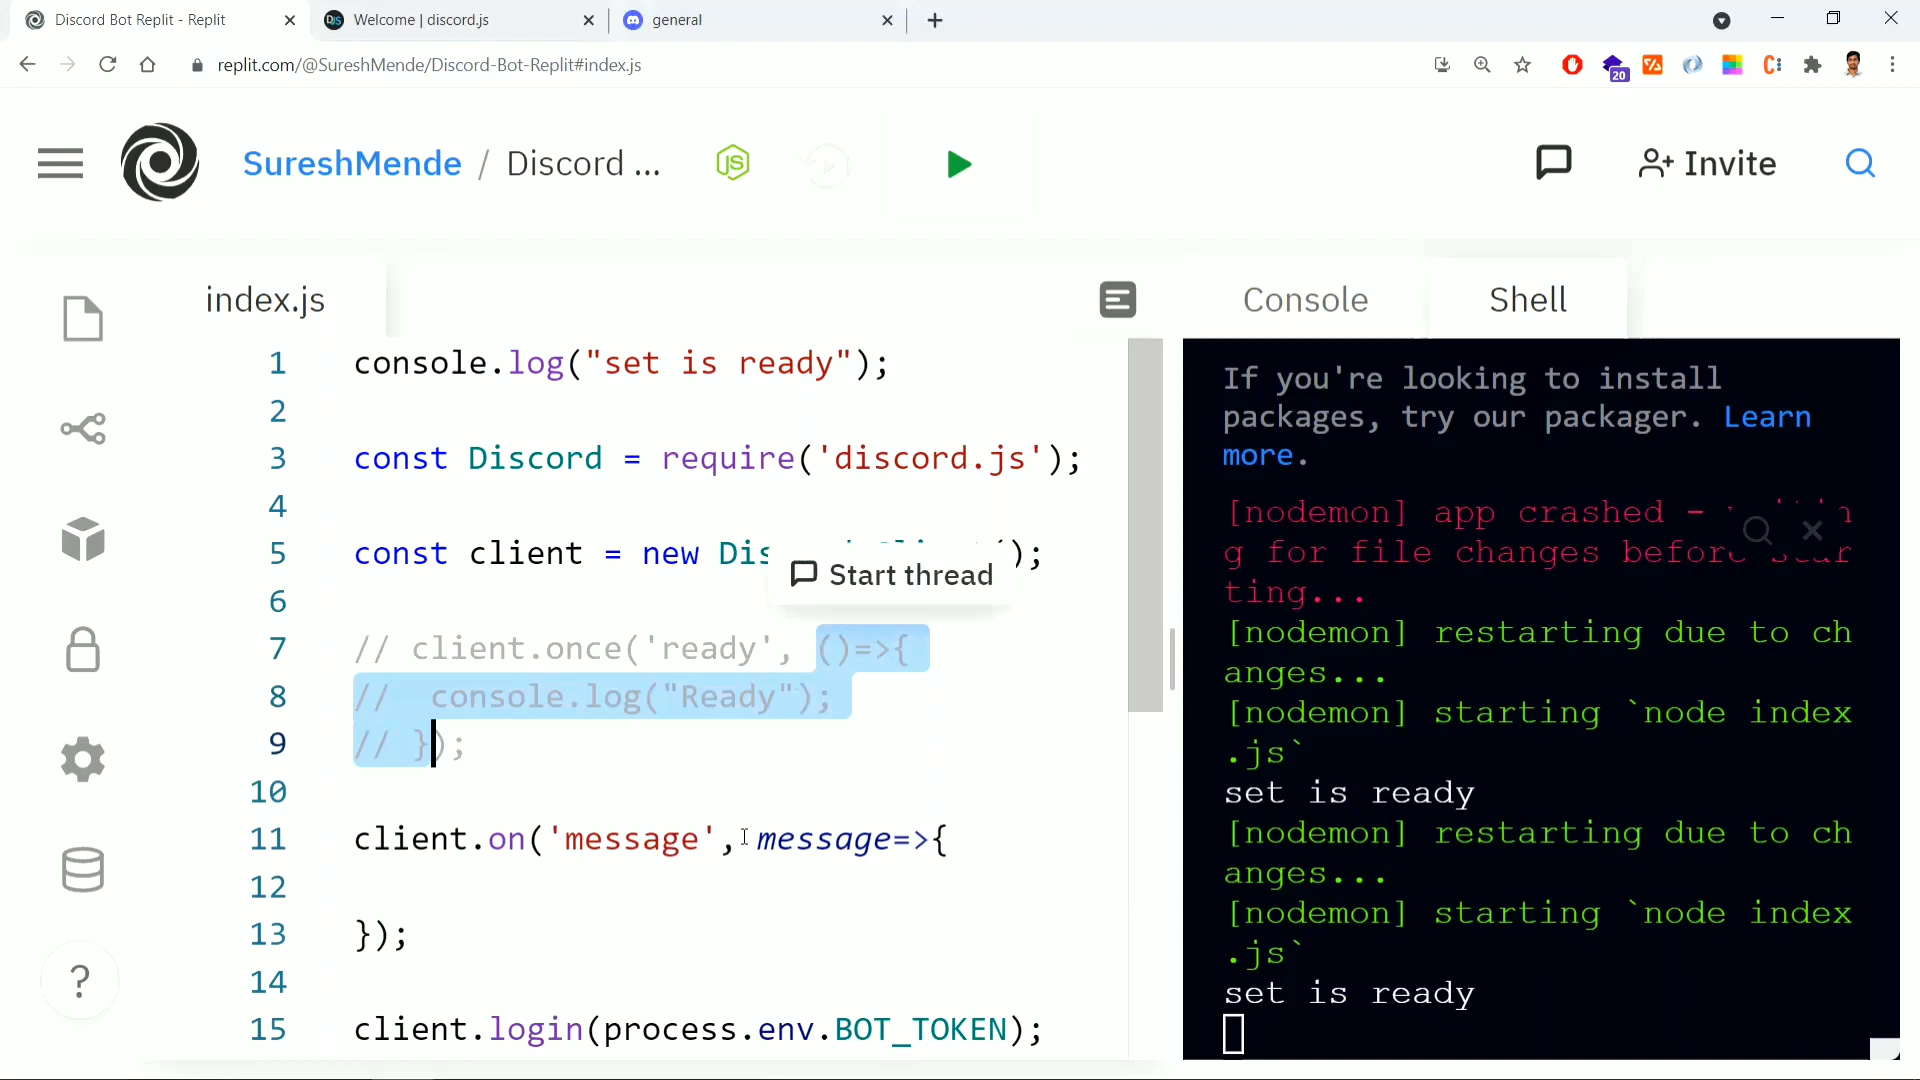 Discord Bot Replit - Replit
Welcome | discord.js
general
replit.com/@SureshMende/Discord-Bot-Replit#index.js
20
SureshMende / Discord ...
JS
Invite
index.js
Console
Shell
1 console.log("set is ready");
2
3 const Discord = require('discord.js');
4
5 const client = new Dis
();
Start thread
6
7 // client.once('ready', ()=>{
8 // console.log("Ready");
9 // });
10
11 client.on('message', message=>{
12
13 });
14
15 client.login(process.env.BOT_TOKEN);
?
If you're looking to install
packages, try our packager. Learn
more.
[nodemon] app crashed -
g for file changes before
ting...
[nodemon] restarting due to ch
anges...
[nodemon] starting `node index
.js`
set is ready
[nodemon] restarting due to ch
anges...
[nodemon] starting `node index
.js`
set is ready